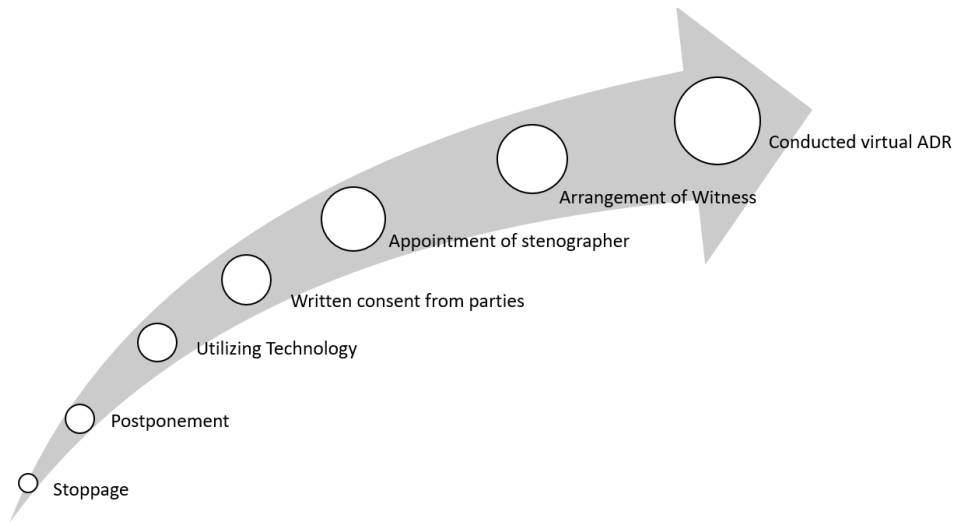 Conducted virtual ADR
Arrangement of Witness
Appointment of stenographer
Written consent from parties
Utilizing Technology
Postponement
Stoppage